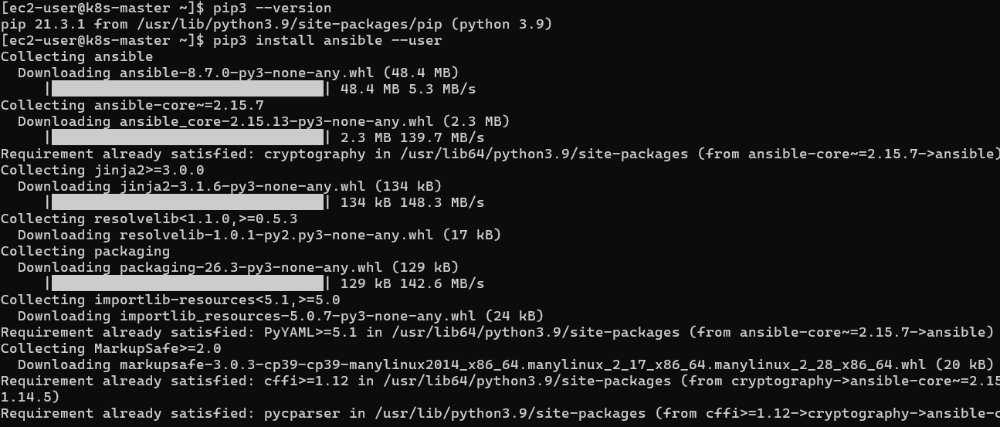 [ec2-user@k8s-master ~]$ pip3 --version
pip 21.3.1 from /usr/lib/python3.9/site-packages/pip (python 3.9)
[ec2-user@k8s-master ~]$ pip3 install ansible --user
Collecting ansible
  Downloading ansible-8.7.0-py3-none-any.whl (48.4 MB)
     |████████████████████████████████| 48.4 MB 5.3 MB/s
Collecting ansible-core~=2.15.7
  Downloading ansible_core-2.15.13-py3-none-any.whl (2.3 MB)
     |████████████████████████████████| 2.3 MB 139.7 MB/s
Requirement already satisfied: cryptography in /usr/lib64/python3.9/site-packages (from ansible-core~=2.15.7->ansible)
Collecting jinja2>=3.0.0
  Downloading jinja2-3.1.6-py3-none-any.whl (134 kB)
     |████████████████████████████████| 134 kB 148.3 MB/s
Collecting resolvelib<1.1.0,>=0.5.3
  Downloading resolvelib-1.0.1-py2.py3-none-any.whl (17 kB)
Collecting packaging
  Downloading packaging-26.3-py3-none-any.whl (129 kB)
     |████████████████████████████████| 129 kB 142.6 MB/s
Collecting importlib-resources<5.1,>=5.0
  Downloading importlib_resources-5.0.7-py3-none-any.whl (24 kB)
Requirement already satisfied: PyYAML>=5.1 in /usr/lib64/python3.9/site-packages (from ansible-core~=2.15.7->ansible)
Collecting MarkupSafe>=2.0
  Downloading markupsafe-3.0.3-cp39-cp39-manylinux2014_x86_64.manylinux_2_17_x86_64.manylinux_2_28_x86_64.whl (20 kB)
Requirement already satisfied: cffi>=1.12 in /usr/lib64/python3.9/site-packages (from cryptography->ansible-core~=2.15
1.14.5)
Requirement already satisfied: pycparser in /usr/lib/python3.9/site-packages (from cffi>=1.12->cryptography->ansible-c